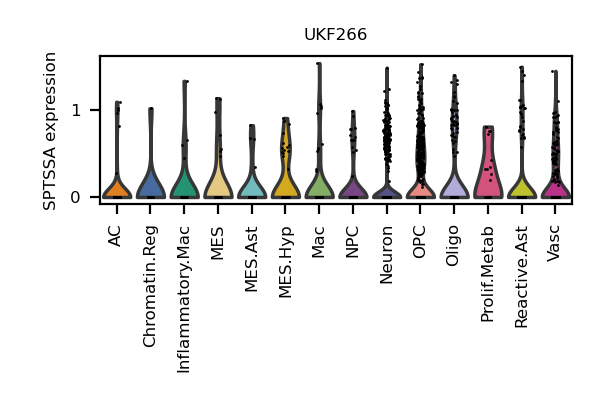 UKF266
SPTSSA expression
1
0
AC
Chromatin.Reg
Inflammatory.Mac
MES
MES.Ast
MES.Hyp
Mac
NPC
Neuron
OPC
Oligo
Prolif.Metab
Reactive.Ast
Vasc